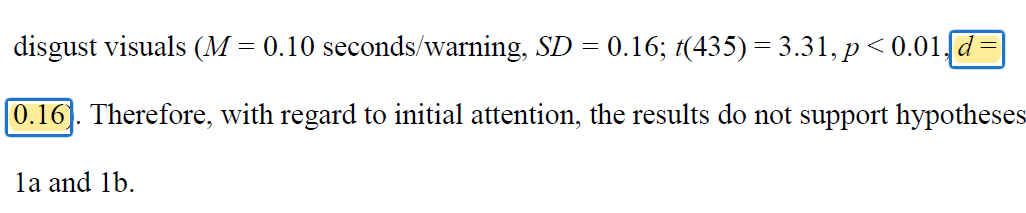 disgust visuals (M = 0.10 seconds/warning, SD = 0.16; t(435) = 3.31, p < 0.01, d =
0.16). Therefore, with regard to initial attention, the results do not support hypotheses
1a and 1b.